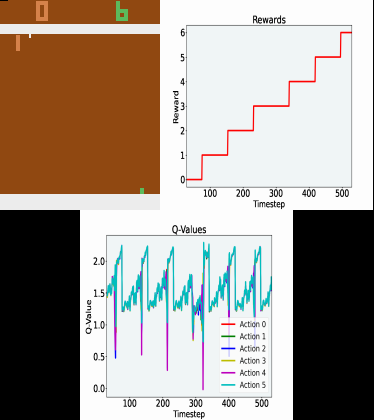 0 6
Rewards
6
5
4
3
2
1
0
Reward
100 200 300 400 500
Timestep
Q-Values
2.0
1.5
1.0
0.5
0.0
Q-Value
Action 0
Action 1
Action 2
Action 3
Action 4
Action 5
100 200 300 400 500
Timestep